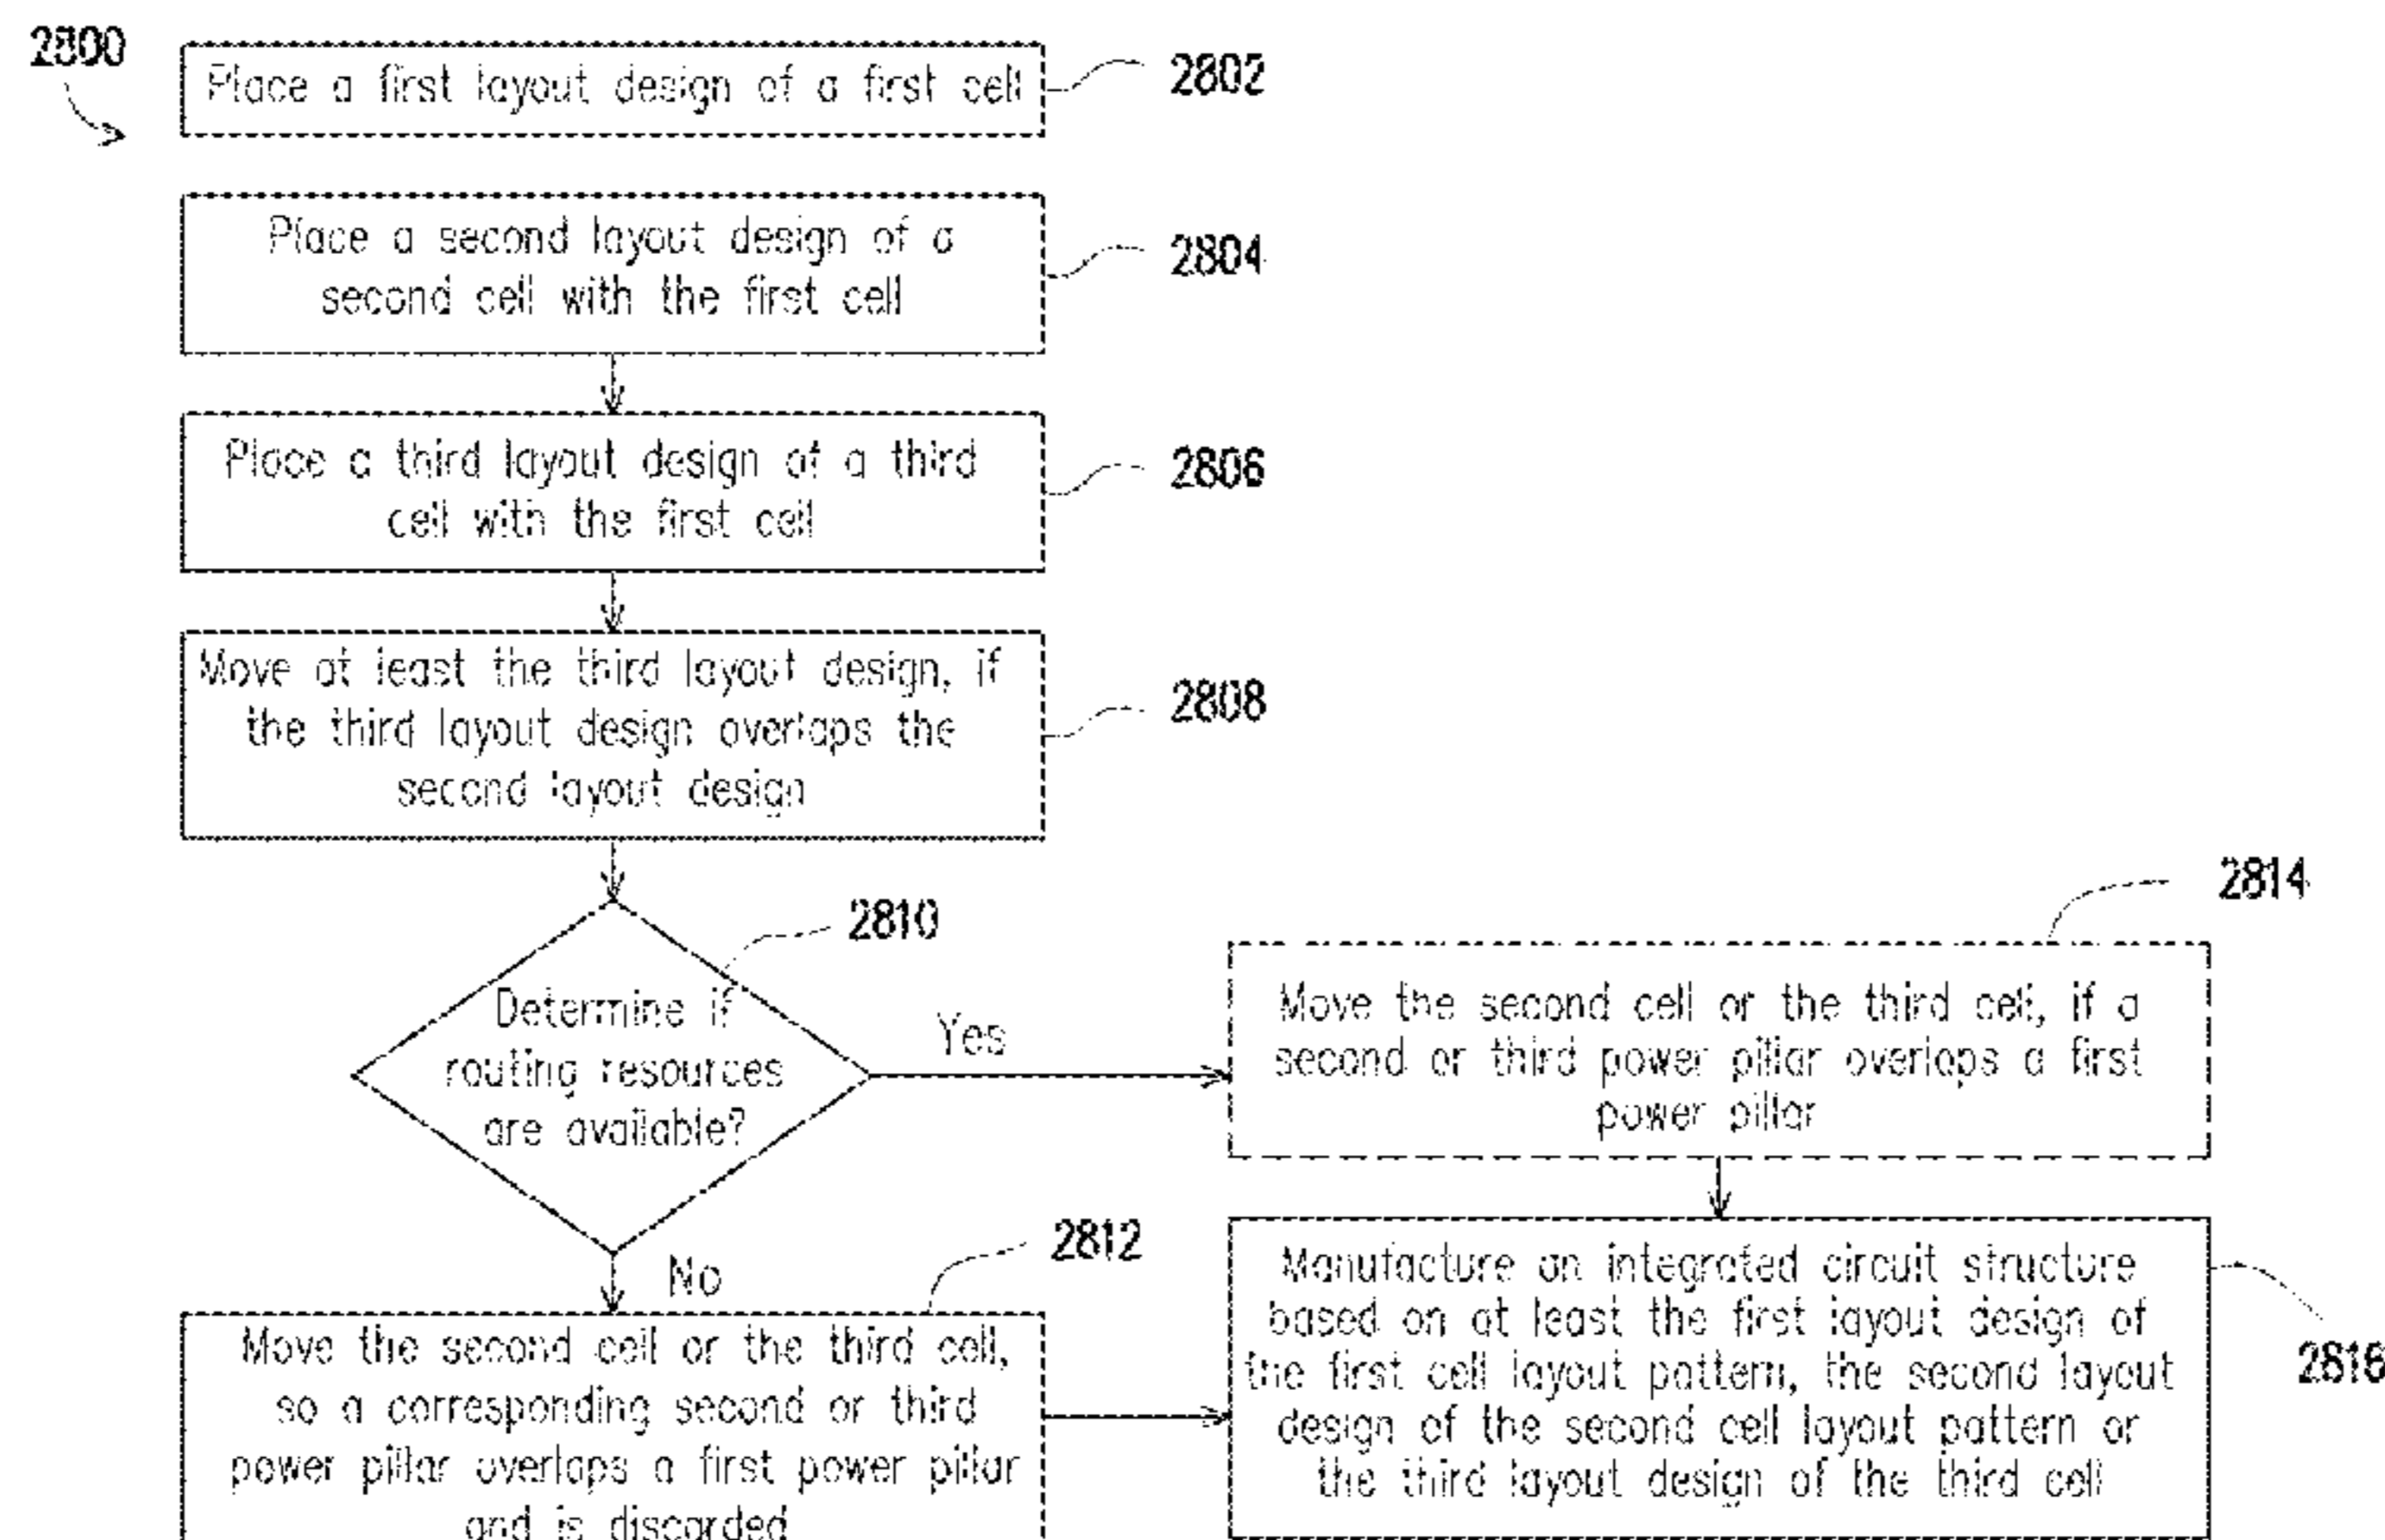 2800
Place a first layout design of a first cell
2802
Place a second layout design of a
second cell with the first cell
2804
Place a third layout design of a third
cell with the first cell
2806
Move at least the third layout design, if
the third layout design overlaps the
second layout design
2808
2810
Determine if
routing resources
are available?
Yes
No
2814
Move the second cell or the third cell, if a
second or third power pillar overlaps a first
power pillar
2812
Move the second cell or the third cell,
so a corresponding second or third
power pillar overlaps a first power pillar
and is discarded
Manufacture an integrated circuit structure
based on at least the first layout design of
the first cell layout pattern, the second layout
design of the second cell layout pattern or
the third layout design of the third cell
2816